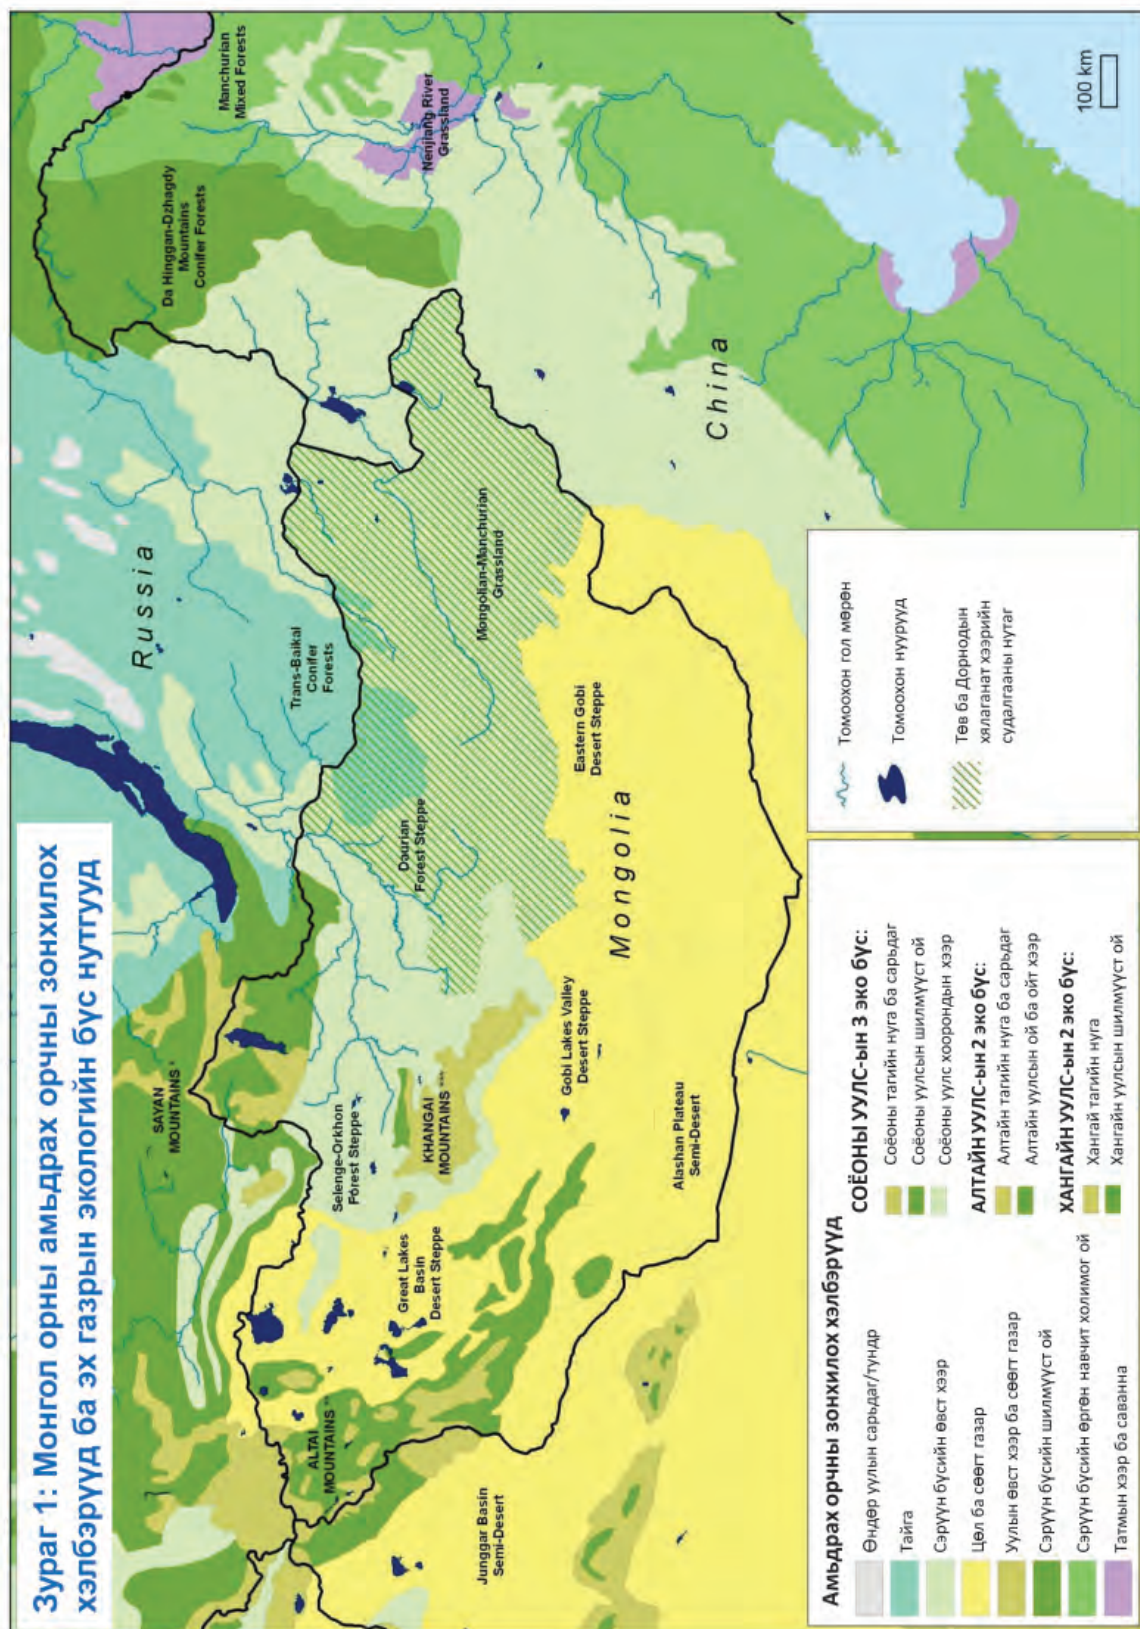 Зураг 1: Монгол орны амьдрах орчны зонхилох
хэлбэрүүд ба эх газрын экологийн бүс нутгууд
SAYAN
MOUNTAINS *
Russia
Da Hinggan-Dzhagdy
Mountains
Conifer Forests
Manchurian
Mixed Forests
Trans-Baikal
Conifer
Forests
Nenjiang River
Grassland
ALTAI
MOUNTAINS **
Selenge-Orkhon
Forest Steppe
Great Lakes
Basin
Desert Steppe
KHANGAI
MOUNTAINS ***
Daurian
Forest Steppe
Mongolian-Manchurian
Grassland
Junggar Basin
Semi-Desert
Gobi Lakes Valley
Desert Steppe
Eastern Gobi
Desert Steppe
Mongolia
Alashan Plateau
Semi-Desert
China
100 km
Амьдрах орчны зонхилох хэлбэрүүд
Өндөр уулын сарьдаг/тундр
Тайга
Сэрүүн бүсийн өвст хээр
Цөл ба сөөгт газар
Уулын өвст хээр ба сөөгт газар
Сэрүүн бүсийн шилмүүст ой
Сэрүүн бүсийн өргөн навчит холимог ой
Татмын хээр ба саванна
СОЁОНЫ УУЛС-ын 3 эко бүс:
Соёоны тагийн нуга ба сарьдаг
Соёоны уулсын шилмүүст ой
Соёоны уулс хоорондын хээр
АЛТАЙН УУЛС-ын 2 эко бүс:
Алтайн тагийн нуга ба сарьдаг
Алтайн уулсын ой ба ойт хээр
ХАНГАЙН УУЛС-ын 2 эко бүс:
Хангай тагийн нуга
Хангайн уулсын шилмүүст ой
Томоохон гол мөрөн
Томоохон нуурууд
Төв ба Дорнодын
хялаганат хээрийн
судалгааны нутаг